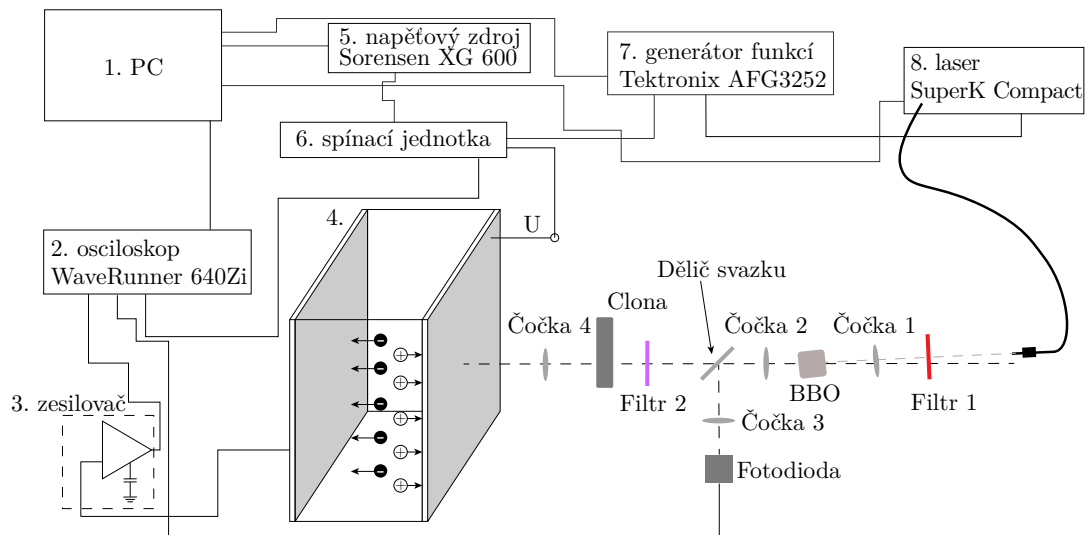 1. PC
5. napěťový zdroj
Sorensen XG 600
7. generátor funkcí
Tektronix AFG3252
8. laser
SuperK Compact
6. spínací jednotka
4.
U
2. osciloskop
WaveRunner 640Zi
Dělič svazku
Clona
Čočka 4
Čočka 2
Čočka 1
BBO
Filtr 2
Filtr 1
3. zesilovač
Čočka 3
Fotodioda